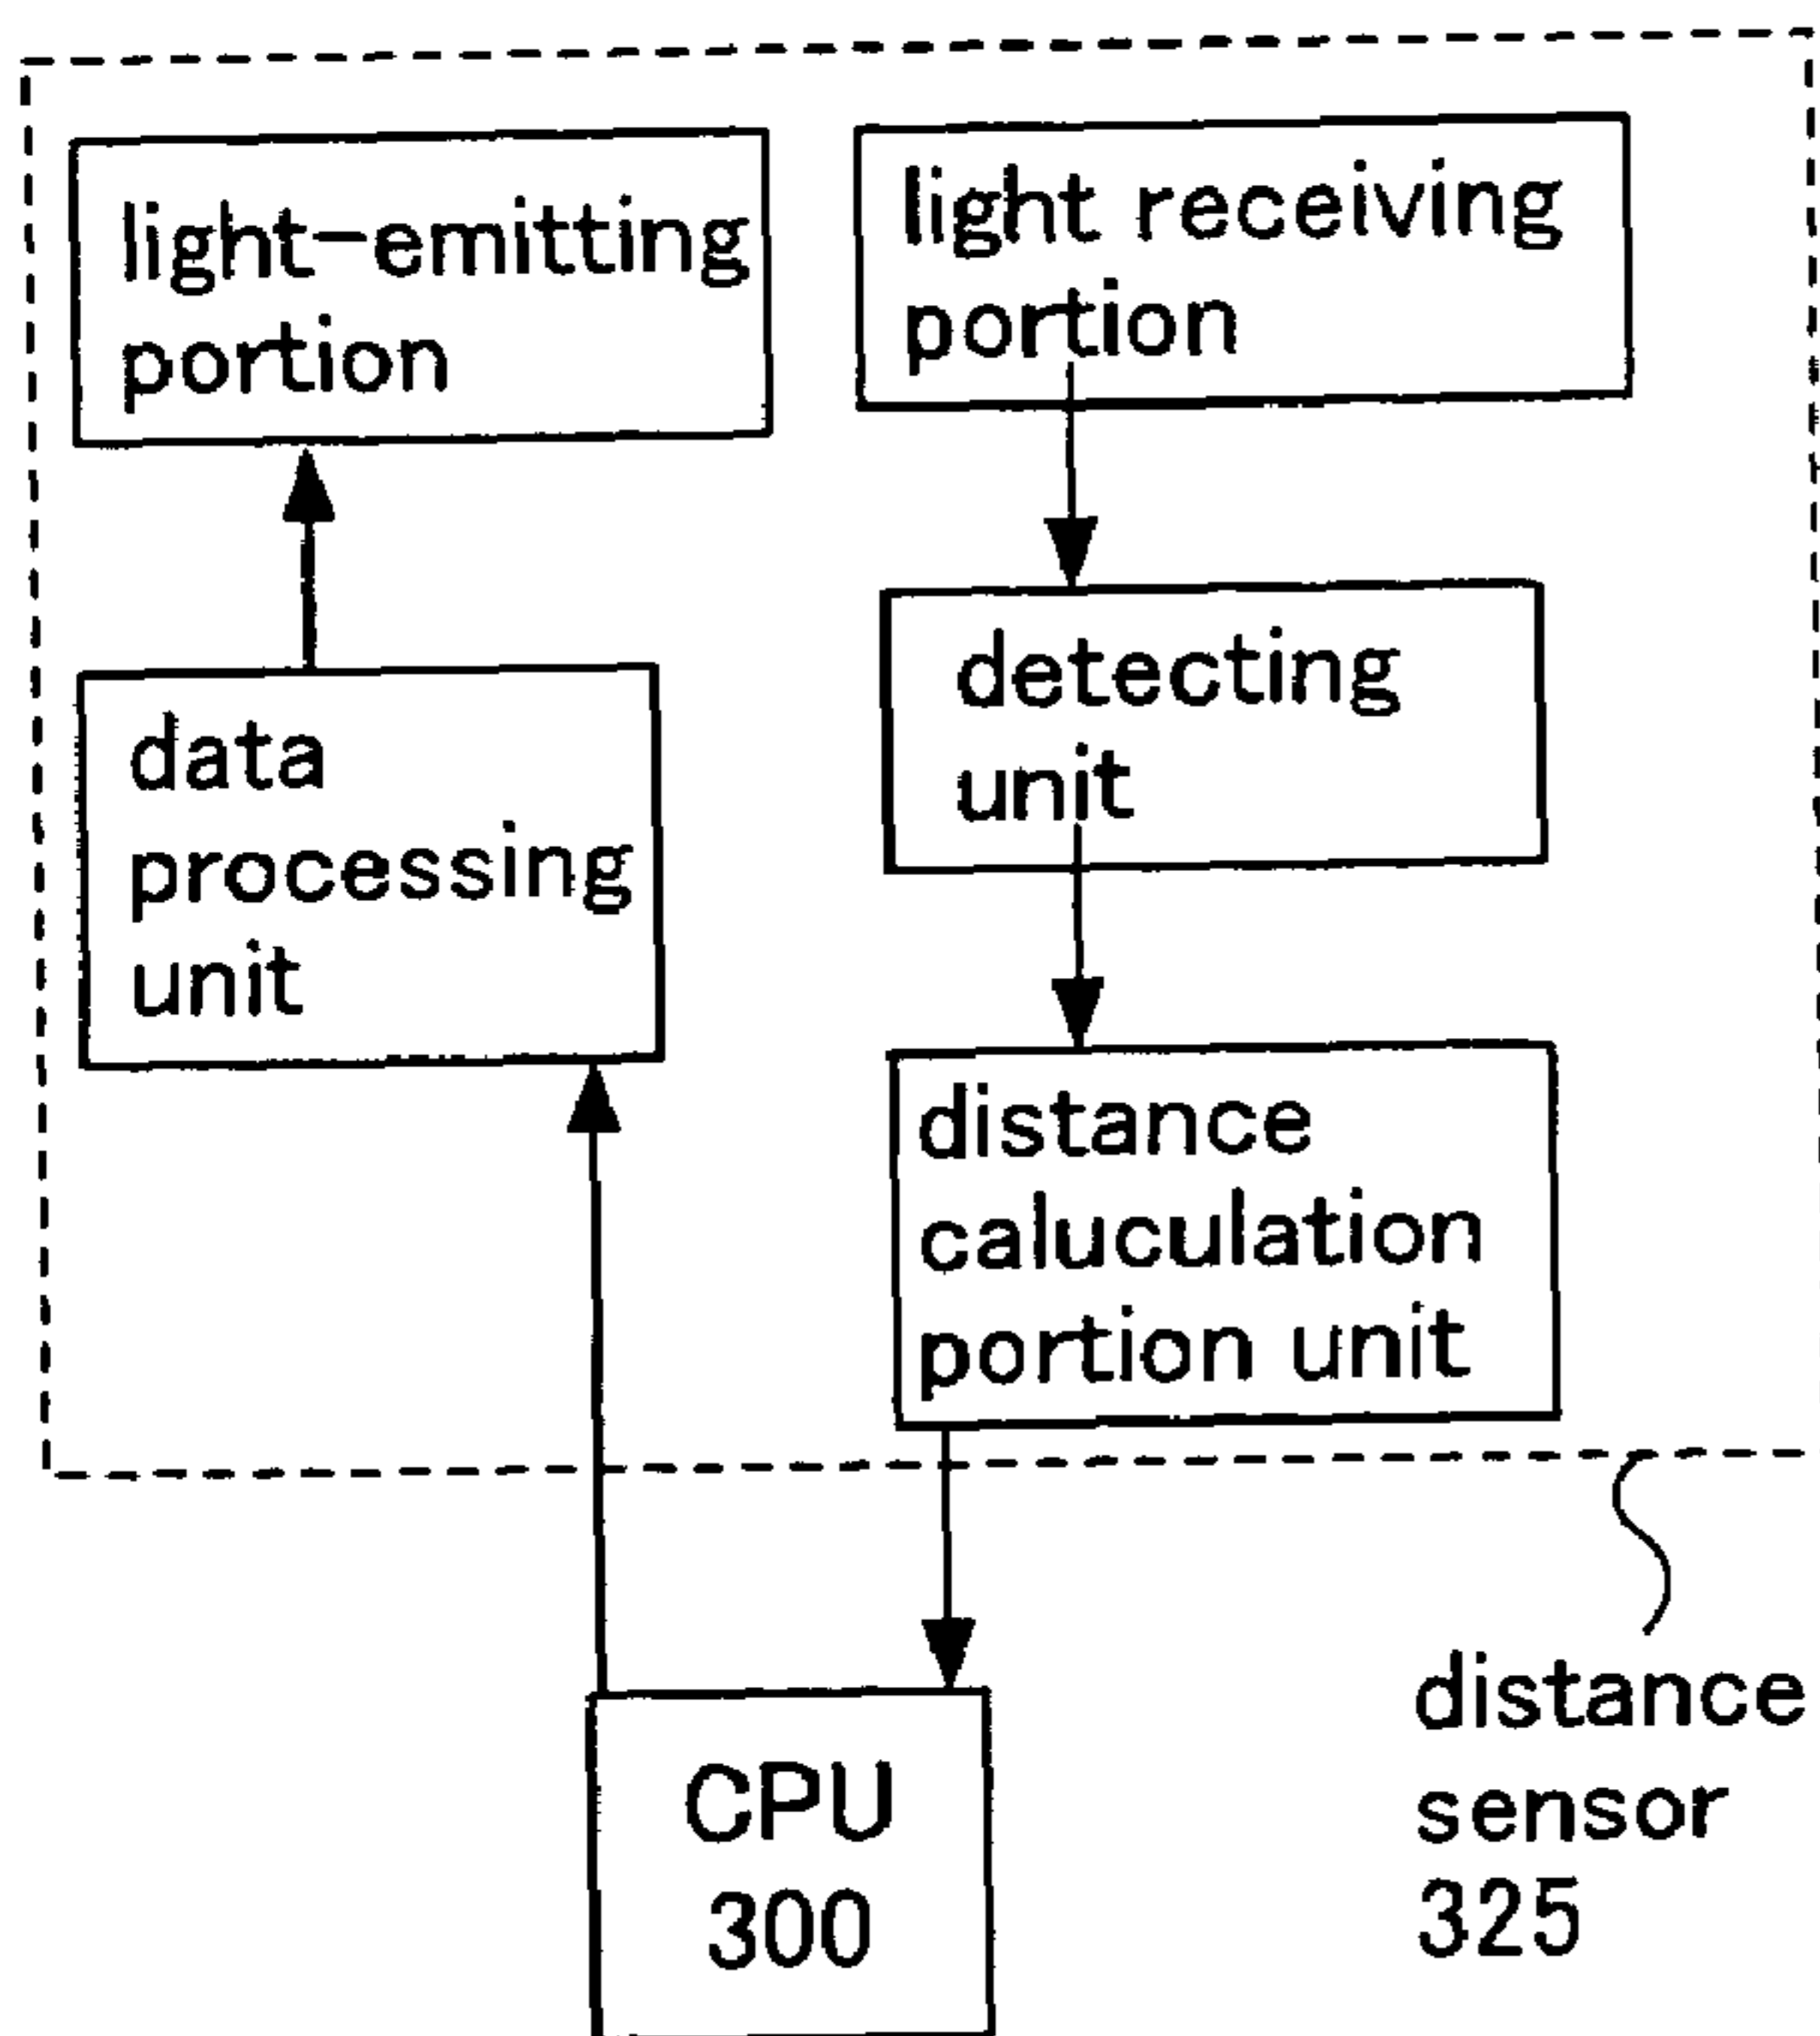 light-emitting
portion
light receiving
portion
detecting
unit
data
processing
unit
distance
caluculation
portion unit
CPU
300
distance
sensor
325